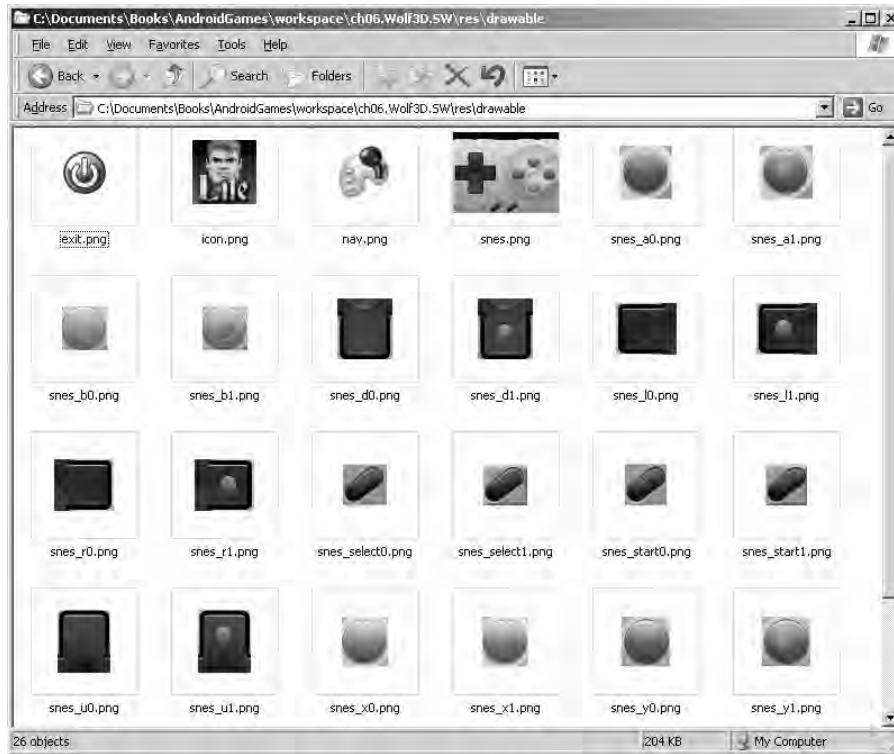 C:\Documents\Books\AndroidGames\workspace\ch06.Wolf3D.SW\res\drawable
File Edit View Favorites Tools Help
Back Search Folders
Address C:\Documents\Books\AndroidGames\workspace\ch06.Wolf3D.SW\res\drawable Go
Lite
exit.png icon.png nav.png snes.png snes_a0.png snes_a1.png
snes_b0.png snes_b1.png snes_d0.png snes_d1.png snes_l0.png snes_l1.png
snes_r0.png snes_r1.png snes_select0.png snes_select1.png snes_start0.png snes_start1.png
snes_u0.png snes_u1.png snes_x0.png snes_x1.png snes_y0.png snes_y1.png
26 objects 204 KB My Computer